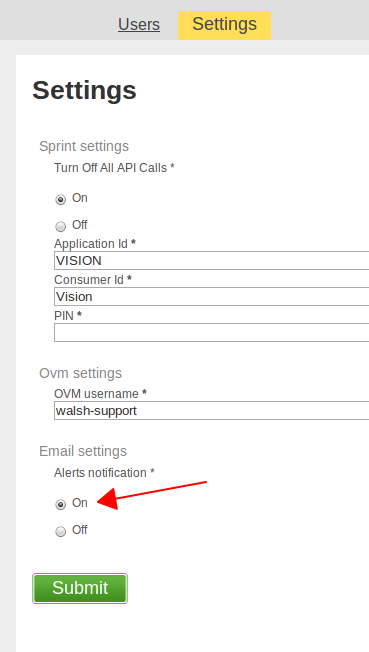 Users Settings
Settings
Sprint settings
Turn Off All API Calls *
On
Off
Application Id *
VISION
Consumer Id *
Vision
PIN *
Ovm settings
OVM username *
walsh-support
Email settings
Alerts notification *
On
Off
Submit